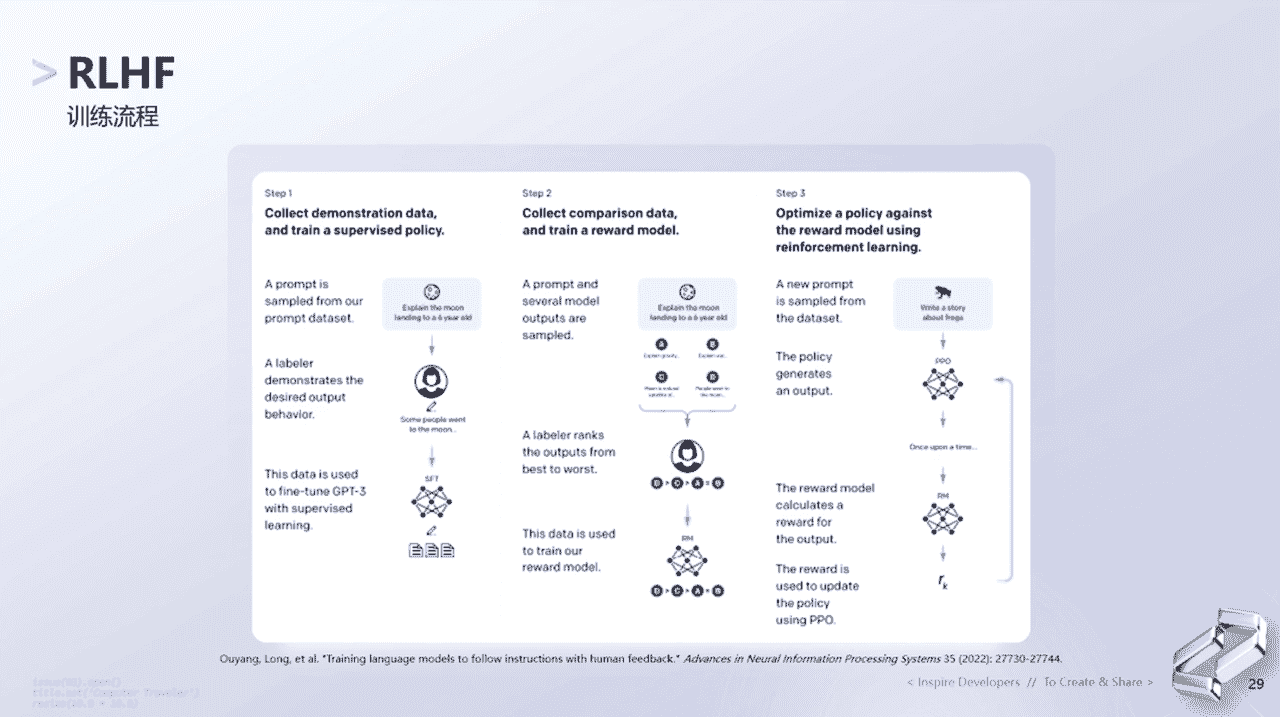 > RLHF
训练流程
Step 1
Collect demonstration data,
and train a supervised policy.
A prompt is
sampled from our
prompt dataset.
Explain the moon
landing to a 6 year old
A labeler
demonstrates the
desired output
behavior.
Some people went
to the moon...
This data is used
to fine-tune GPT-3
with supervised
learning.
SFT
Step 2
Collect comparison data,
and train a reward model.
A prompt and
several model
outputs are
sampled.
Explain the moon
landing to a 6 year old
A
Explain gravity...
B
Explain war...
A labeler ranks
the outputs from
best to worst.
This data is used
to train our
reward model.
RM
Step 3
Optimize a policy against
the reward model using
reinforcement learning.
A new prompt
is sampled from
the dataset.
Write a story
about frogs
The policy
generates
an output.
PPO
Once upon a time...
The reward model
calculates a
reward for
the output.
RM
The reward is
used to update
the policy
using PPO.
rk
Ouyang, Long, et al. "Training language models to follow instructions with human feedback." Advances in Neural Information Processing Systems 35 (2022): 27730-27744.
< Inspire Developers // To Create & Share >
29